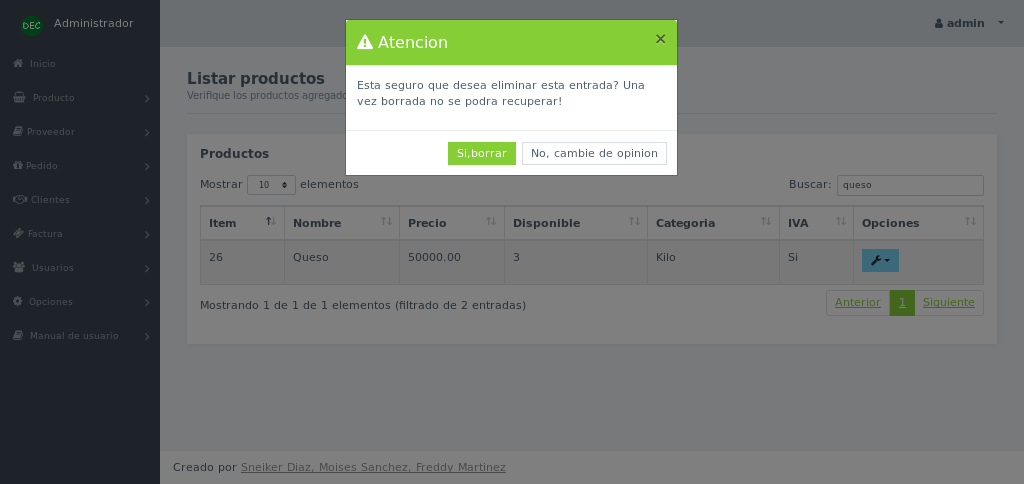 DEC Administrador
admin
Inicio
Producto
Proveedor
Pedido
Clientes
Factura
Usuarios
Opciones
Manual de usuario
Listar productos
Verifique los productos agregado
Atencion ×
Esta seguro que desea eliminar esta entrada? Una
vez borrada no se podra recuperar!
Si,borrar No, cambie de opinion
Productos
Mostrar 10 elementos Buscar: queso
Item Nombre Precio Disponible Categoria IVA Opciones
26 Queso 50000.00 3 Kilo Si
Mostrando 1 de 1 de 1 elementos (filtrado de 2 entradas) Anterior 1 Siguiente
Creado por Sneiker Diaz, Moises Sanchez, Freddy Martinez